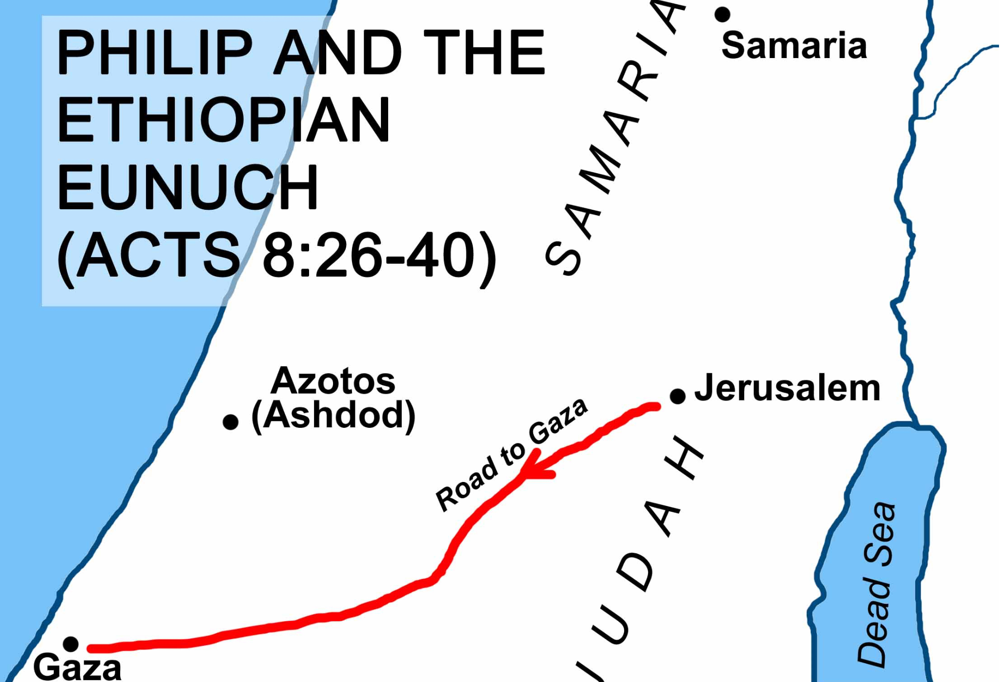 PHILIP AND THE
ETHIOPIAN
EUNUCH
(ACTS 8:26-40)
SAMARIA
Samaria
Azotos
(Ashdod)
Jerusalem
Road to Gaza
JUDAH
Dead Sea
Gaza